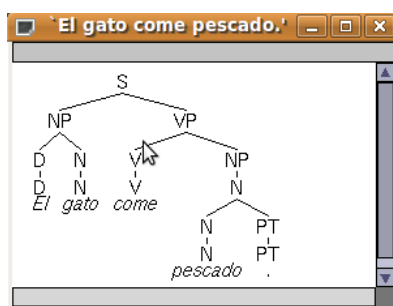 `El gato come pescado.'
S
NP VP
D N V NP
D N V N
El gato come
N PT
N PT
pescado .